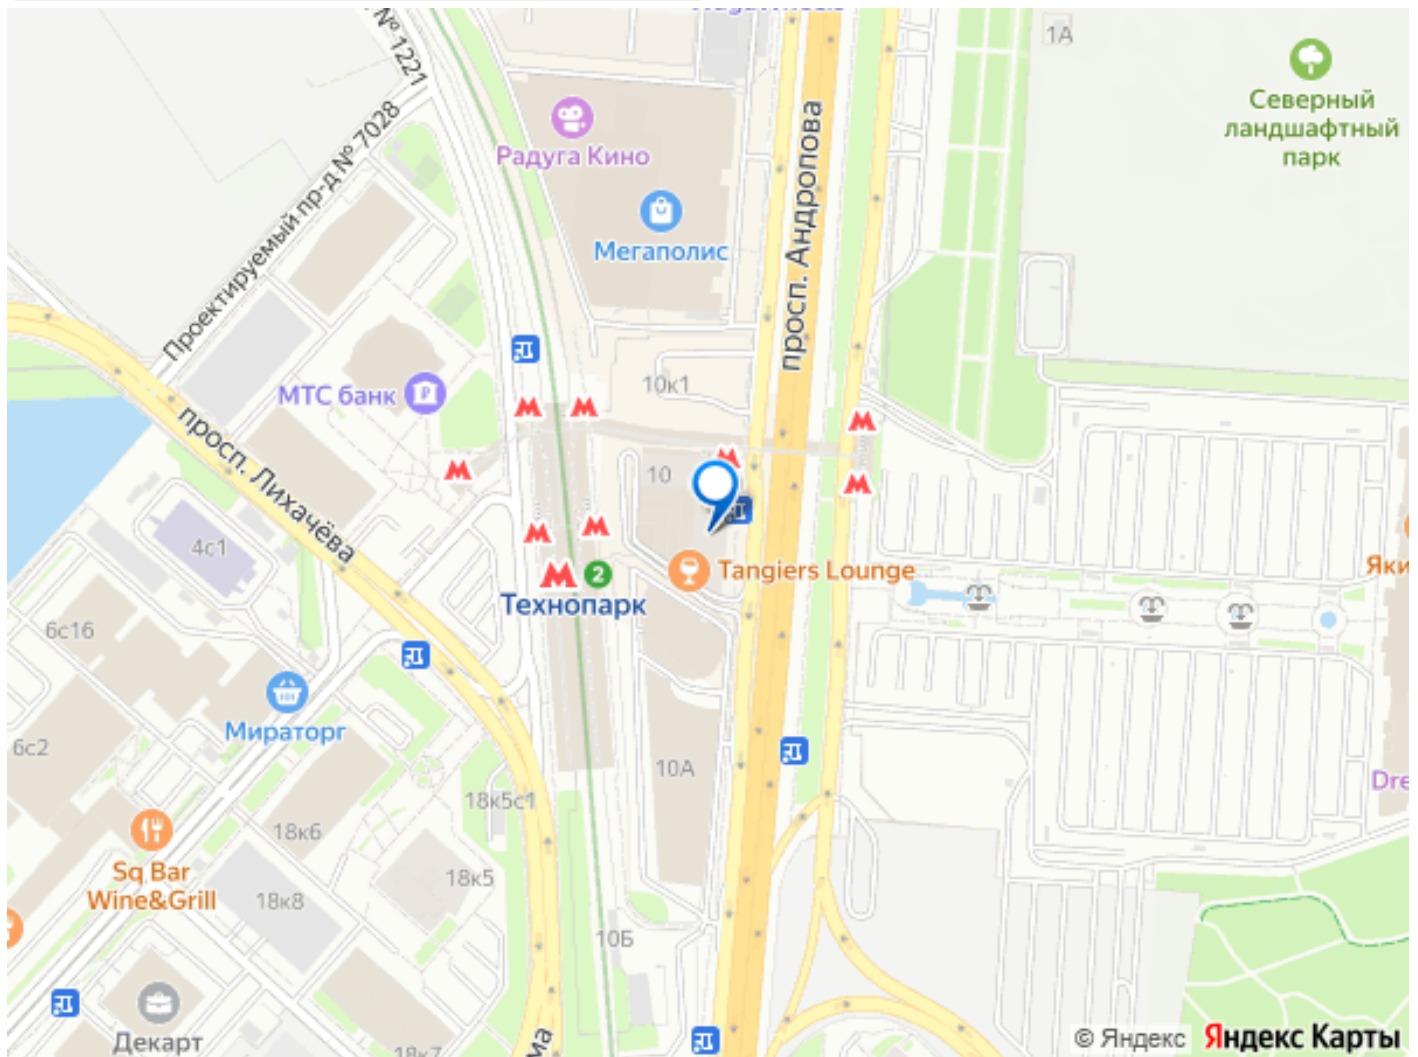 № 1221
1А
Северный
ландшафтный
парк
Радуга Кино
Мегаполис
просп. Андропова
Проектируемый пр-д № 7028
10к1
МТС банк
просп. Лихачёва
10
4с1
2
Tangiers Lounge
Технопарк
6с16
Мираторг
6с2
10А
18к5с1
18к6
Sq Bar
Wine&Grill
18к5
18к8
10Б
Декарт
18к7
© Яндекс
Яндекс Карты